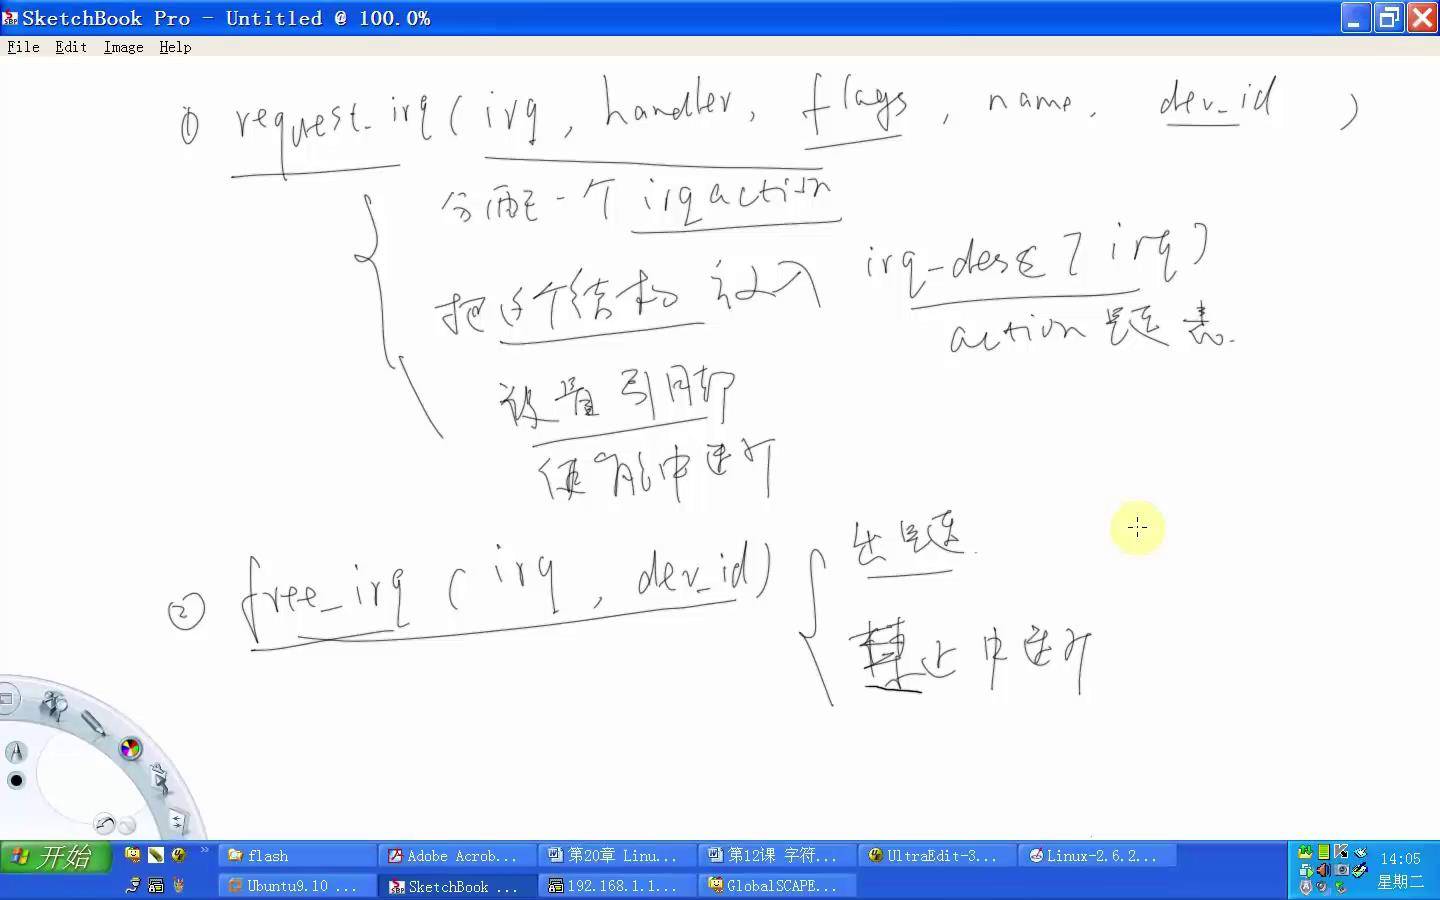 SketchBook Pro - Untitled @ 100.0%
File Edit Image Help
① request_irq(irq, handler, flags, name, dev_id)
分配一个 irqaction
把这个结构 放入 irq_desc[irq]
action 链表.
设置引脚
使能中断
② free_irq(irq, dev_id)
出链.
禁止中断
开始
flash
Adobe Acrob...
第20章 Linu...
第12课 字符...
UltraEdit-3...
Linux-2.6.2...
14:05
Ubuntu9.10 ...
SketchBook ...
192.168.1.1...
GlobalSCAPE...
星期二